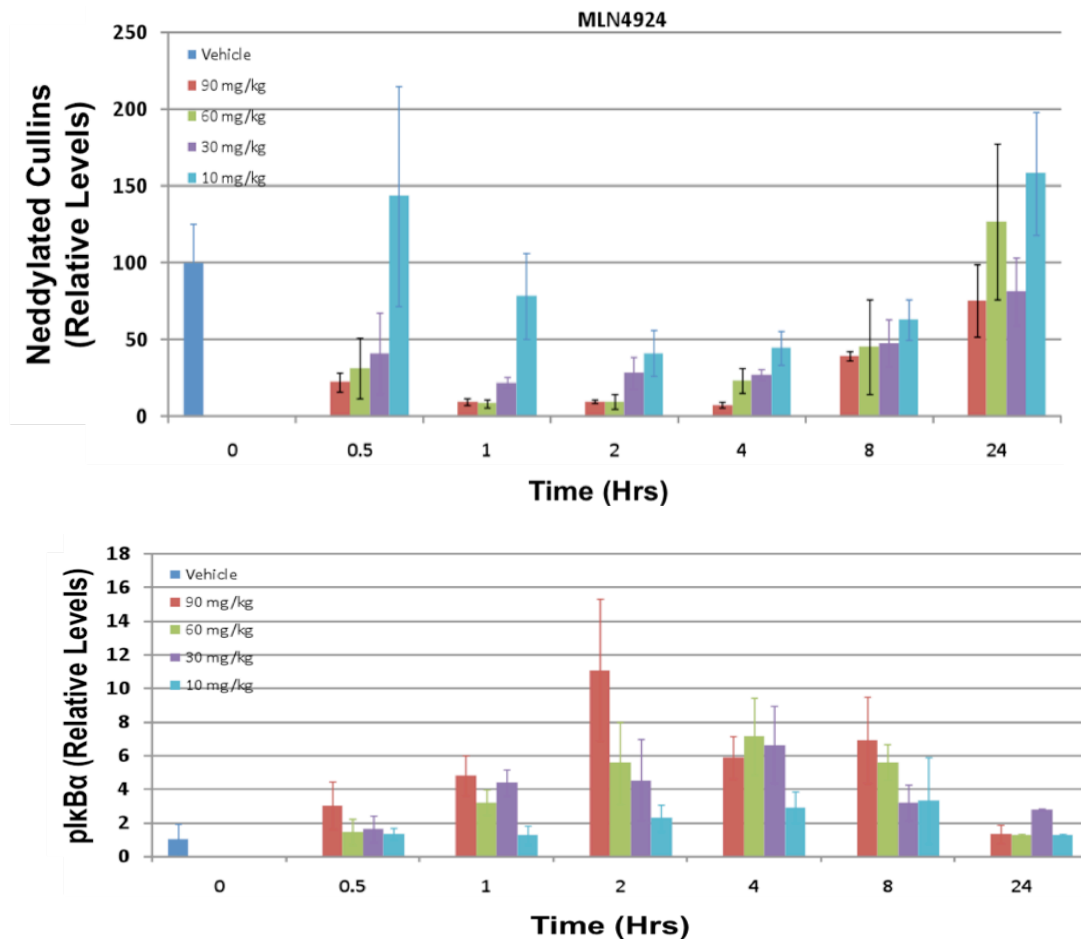 MLN4924
250
200
150
100
50
0
Neddylated Cullins
(Relative Levels)
Vehicle
90 mg/kg
60 mg/kg
30 mg/kg
10 mg/kg
0 0.5 1 2 4 8 24
Time (Hrs)
18
16
14
12
10
8
6
4
2
0
pIKBα (Relative Levels)
Vehicle
90 mg/kg
60 mg/kg
30 mg/kg
10 mg/kg
0 0.5 1 2 4 8 24
Time (Hrs)